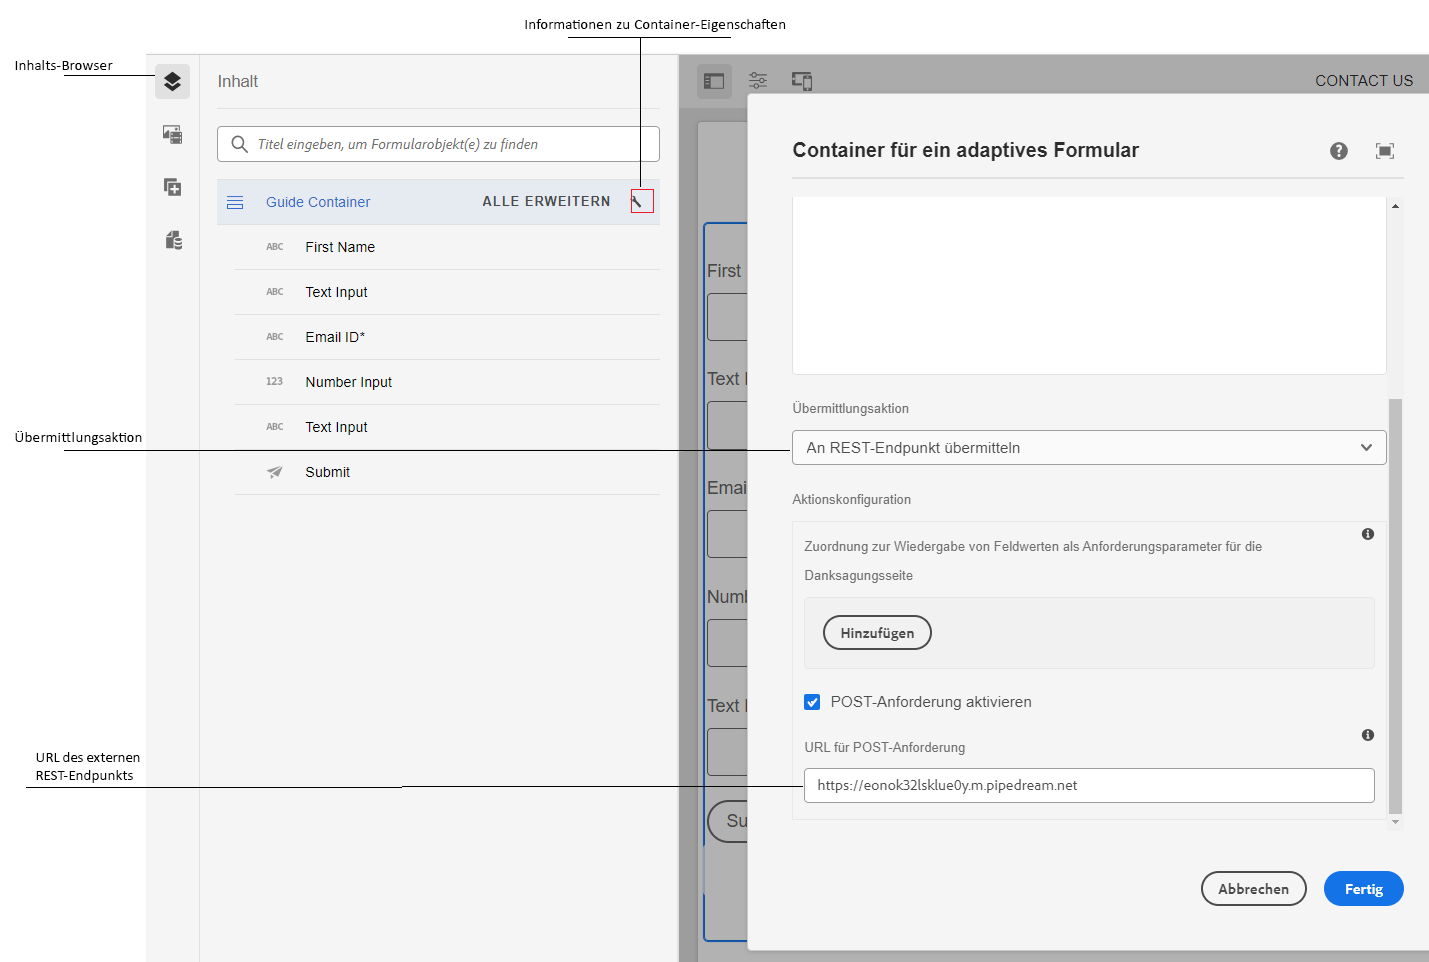 Informationen zu Container-Eigenschaften
Inhalts-Browser
Inhalt
CONTACT US
Titel eingeben, um Formularobjekt(e) zu finden
Container für ein adaptives Formular
Guide Container
ALLE ERWEITERN
ABC First Name
ABC Text Input
ABC Email ID*
123 Number Input
ABC Text Input
Submit
First
Text I
Emai
Numb
Text I
Su
Übermittlungsaktion
Übermittlungsaktion
An REST-Endpunkt übermitteln
Aktionskonfiguration
Zuordnung zur Wiedergabe von Feldwerten als Anforderungsparameter für die
Danksagungsseite
Hinzufügen
POST-Anforderung aktivieren
URL des externen
REST-Endpunkts
URL für POST-Anforderung
https://eonok32lsklue0y.m.pipedream.net
Abbrechen
Fertig